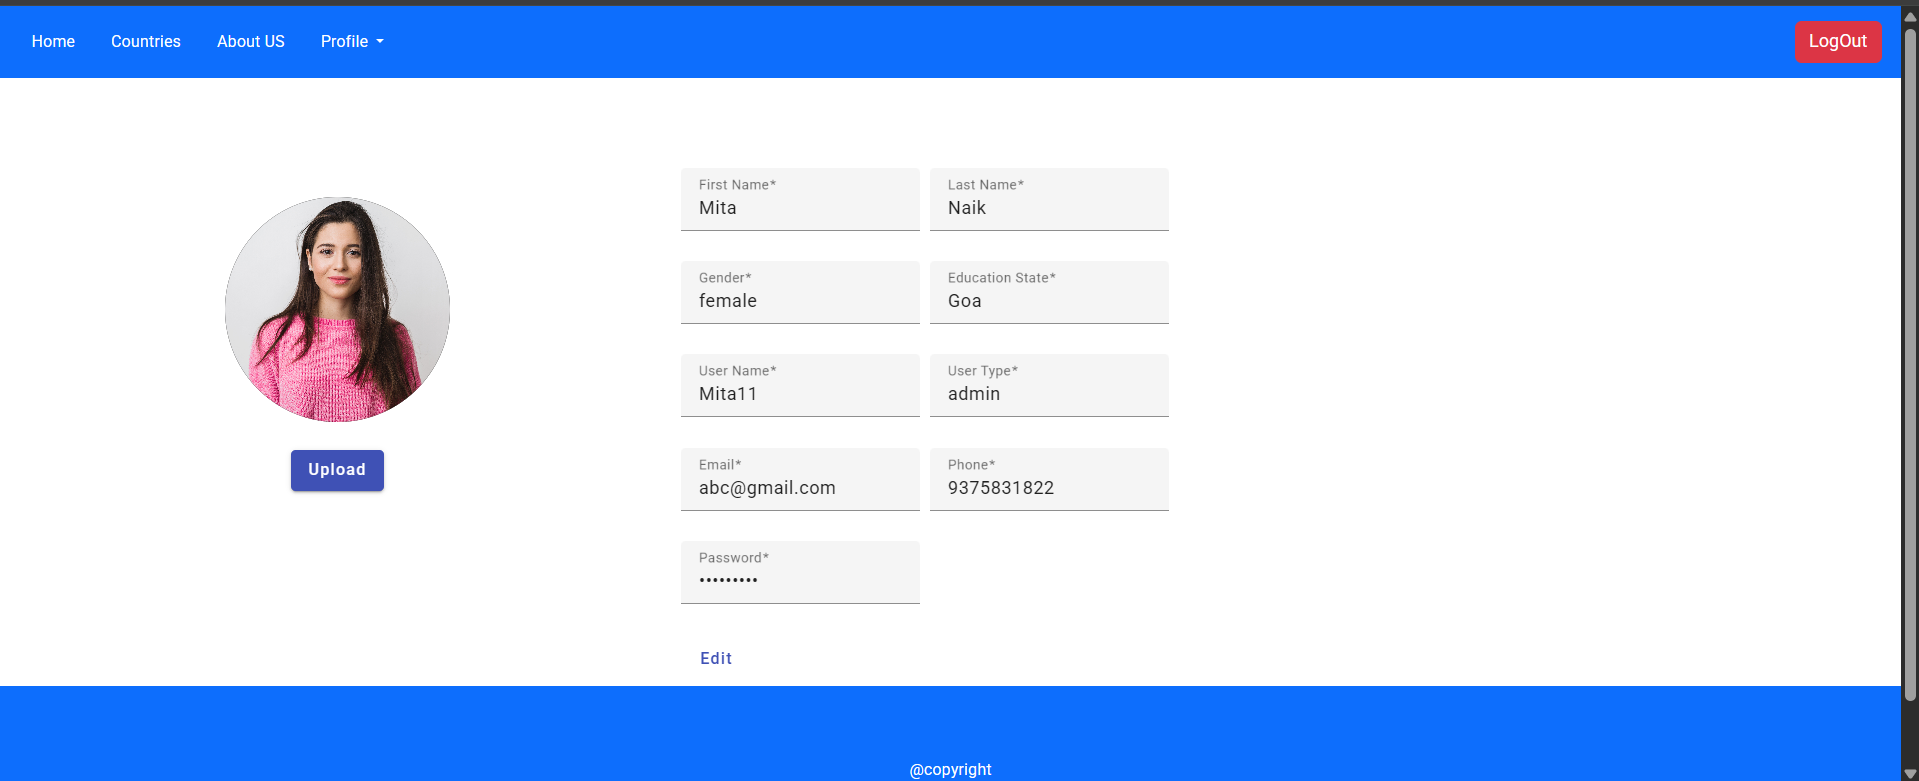 Home Countries About US Profile LogOut
First Name* Last Name*
Mita Naik
Gender* Education State*
female Goa
User Name* User Type*
Mita11 admin
Upload
Email* Phone*
abc@gmail.com 9375831822
Password*
•••••••••
Edit
@copyright